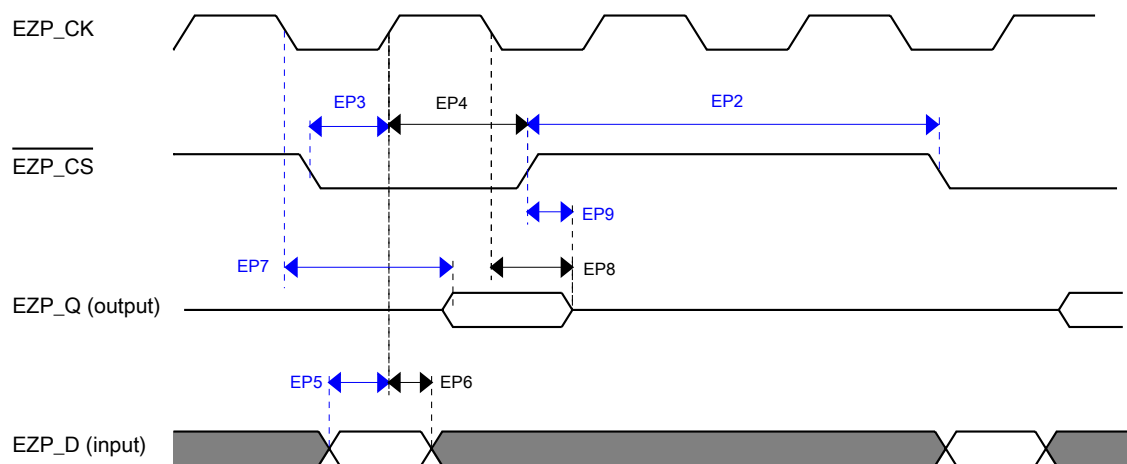 EZP_CK
EP3
EP4
EP2
EZP_CS
EP9
EP7
EP8
EZP_Q (output)
EP5
EP6
EZP_D (input)